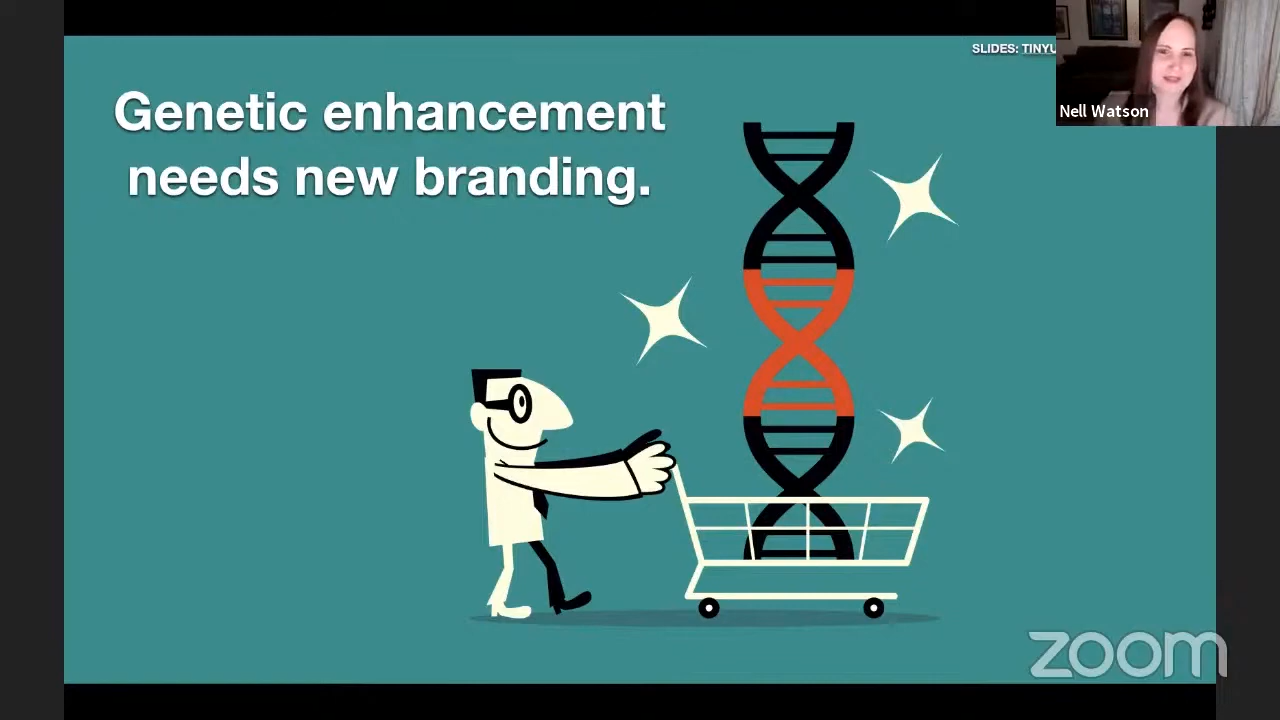 Genetic enhancement
needs new branding.
SLIDES:
Nell Watson
zoom